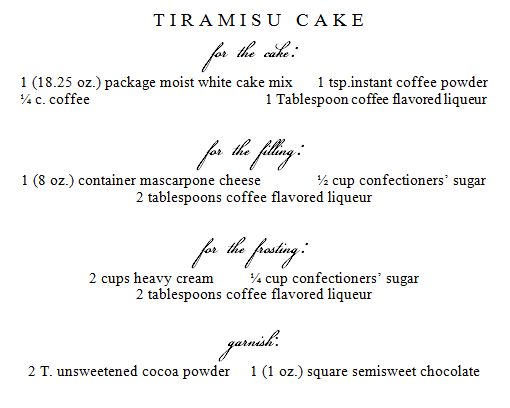 TIRAMISU CAKE
for the cake:
1 (18.25 oz.) package moist white cake mix 1 tsp.instant coffee powder
¼ c. coffee 1 Tablespoon coffee flavored liqueur
for the filling:
1 (8 oz.) container mascarpone cheese ½ cup confectioners’ sugar
2 tablespoons coffee flavored liqueur
for the frosting:
2 cups heavy cream ¼ cup confectioners’ sugar
2 tablespoons coffee flavored liqueur
garnish:
2 T. unsweetened cocoa powder 1 (1 oz.) square semisweet chocolate